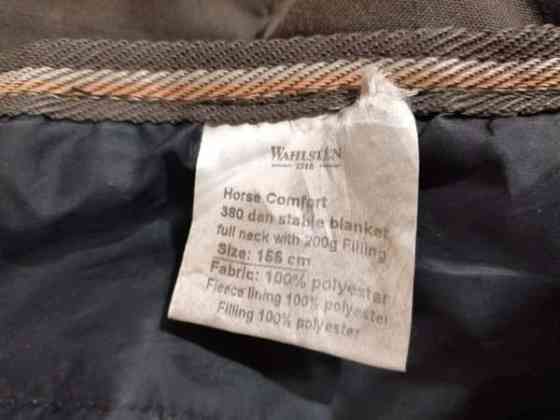 WAHLSTEN
Horse Comfort
380 den stable blanket
full neck with 200g Filling
Size: 155 cm
Fabric: 100% polyester
Fleece lining 100% polyester
Filling 100% polyester